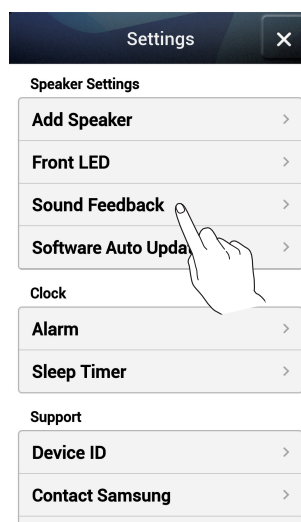 Settings
Speaker Settings
Add Speaker
Front LED
Sound Feedback
Software Auto
Clock
Alarm
Sleep Timer
Support
Device ID
Contact Samsung